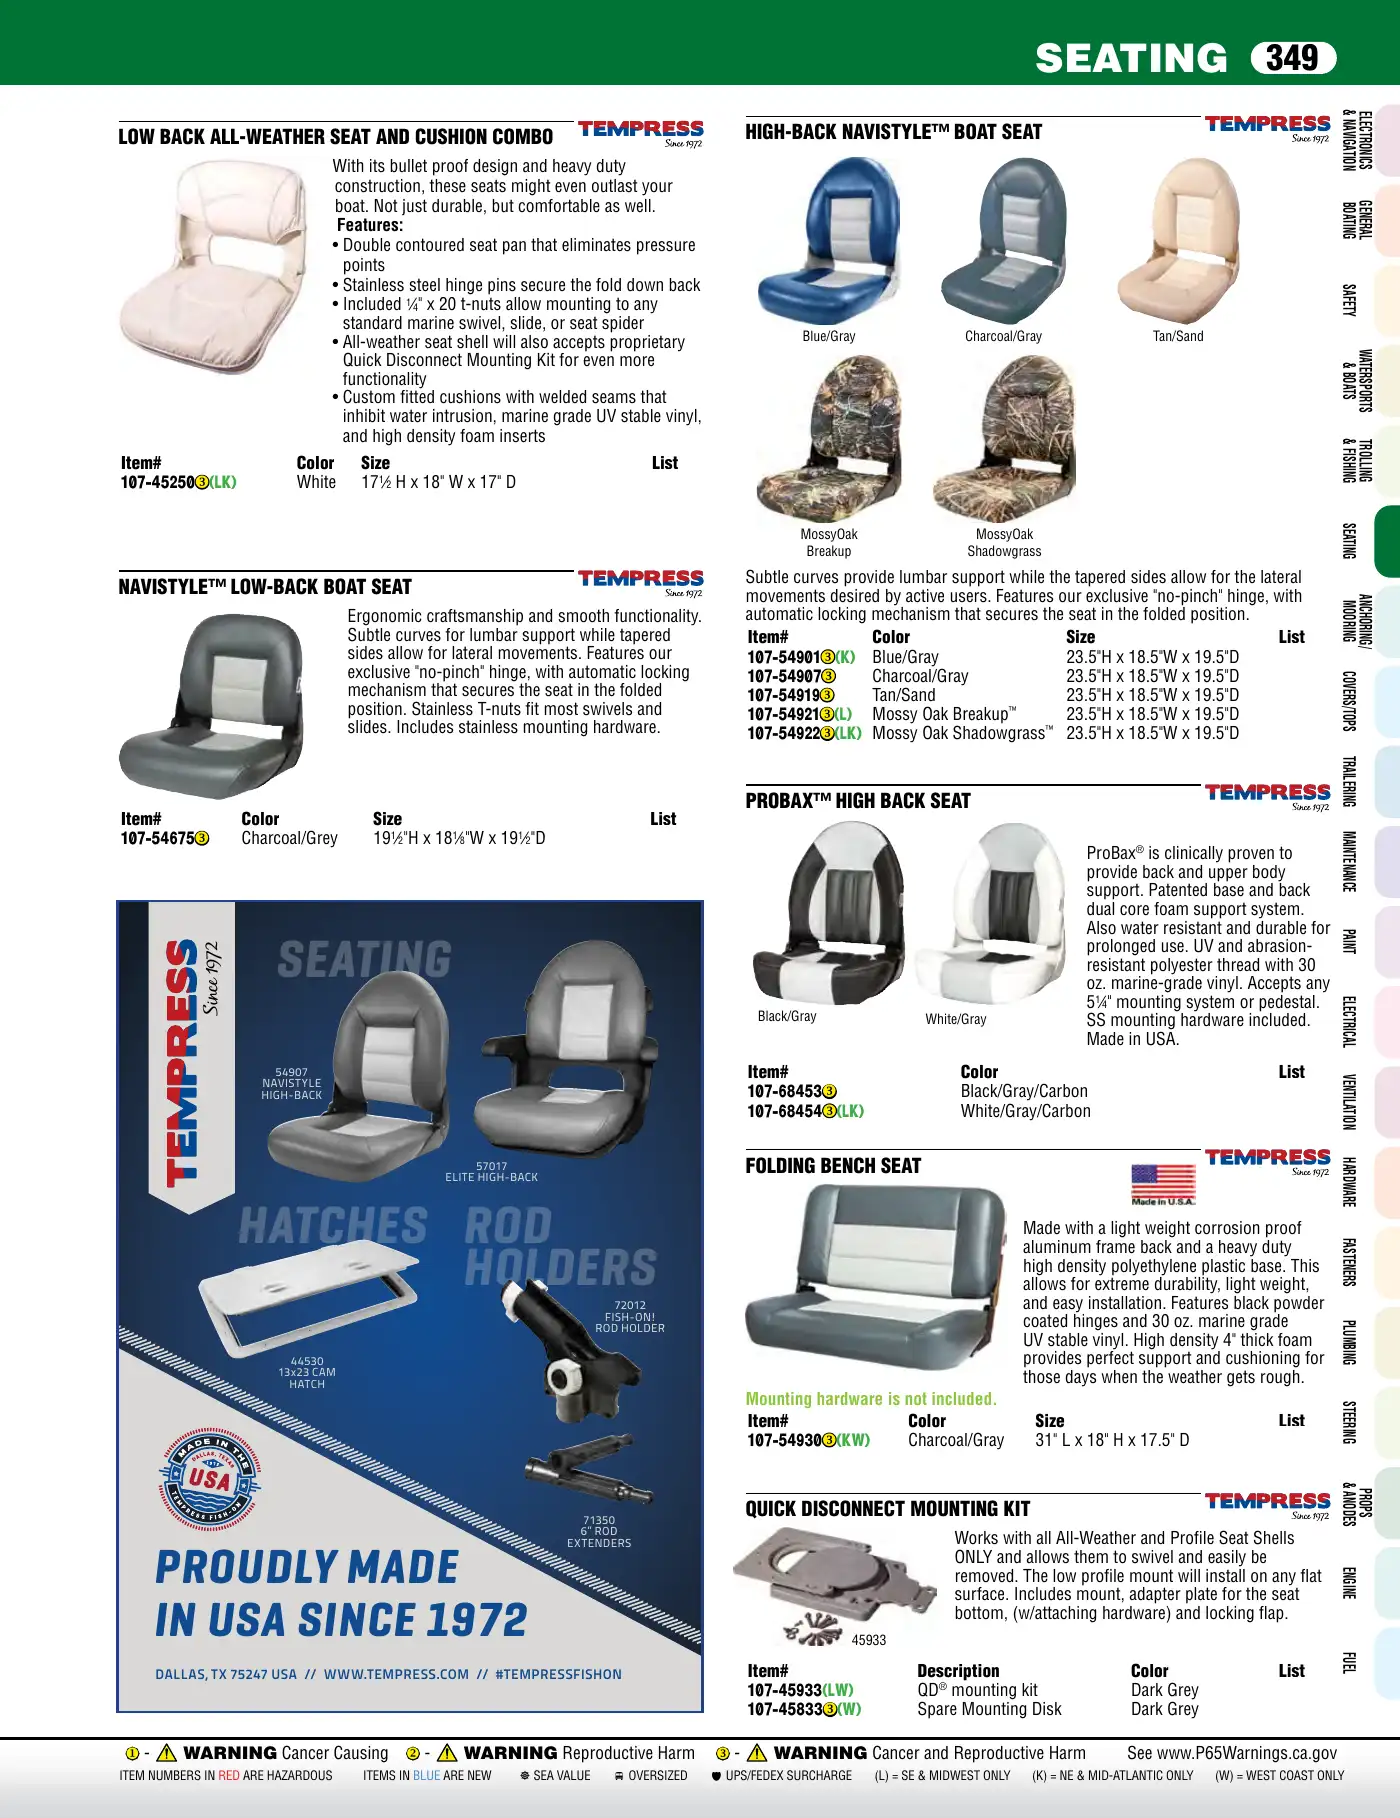 SEATING 349
LOW BACK ALL-WEATHER SEAT AND CUSHION COMBO
TEMPRESS
Since 1972
With its bullet proof design and heavy duty
construction, these seats might even outlast your
boat. Not just durable, but comfortable as well.
Features:
• Double contoured seat pan that eliminates pressure
points
• Stainless steel hinge pins secure the fold down back
• Included ¼" x 20 t-nuts allow mounting to any
standard marine swivel, slide, or seat spider
• All-weather seat shell will also accepts proprietary
Quick Disconnect Mounting Kit for even more
functionality
• Custom fitted cushions with welded seams that
inhibit water intrusion, marine grade UV stable vinyl,
and high density foam inserts
Item# Color Size List
107-45250 3 (LK) White 17½ H x 18" W x 17" D
NAVISTYLE™ LOW-BACK BOAT SEAT
TEMPRESS
Since 1972
Ergonomic craftsmanship and smooth functionality.
Subtle curves for lumbar support while tapered
sides allow for lateral movements. Features our
exclusive "no-pinch" hinge, with automatic locking
mechanism that secures the seat in the folded
position. Stainless T-nuts fit most swivels and
slides. Includes stainless mounting hardware.
Item# Color Size List
107-54675 3 Charcoal/Grey 19½"H x 18⅛"W x 19½"D
TEMPRESS
Since 1972
SEATING
54907
NAVISTYLE
HIGH-BACK
57017
ELITE HIGH-BACK
HATCHES
ROD
HOLDERS
72012
FISH-ON!
ROD HOLDER
44530
13x23 CAM
HATCH
71350
6" ROD
EXTENDERS
MADE IN THE
DALLAS, TEXAS
USA
TEMPRESS FISH-ON
PROUDLY MADE
IN USA SINCE 1972
DALLAS, TX 75247 USA // WWW.TEMPRESS.COM // #TEMPRESSFISHON
HIGH-BACK NAVISTYLE™ BOAT SEAT
TEMPRESS
Since 1972
Blue/Gray
Charcoal/Gray
Tan/Sand
MossyOak
Breakup
MossyOak
Shadowgrass
Subtle curves provide lumbar support while the tapered sides allow for the lateral
movements desired by active users. Features our exclusive "no-pinch" hinge, with
automatic locking mechanism that secures the seat in the folded position.
Item# Color Size List
107-54901 3 (K) Blue/Gray 23.5"H x 18.5"W x 19.5"D
107-54907 3 Charcoal/Gray 23.5"H x 18.5"W x 19.5"D
107-54919 3 Tan/Sand 23.5"H x 18.5"W x 19.5"D
107-54921 3 (L) Mossy Oak Breakup™ 23.5"H x 18.5"W x 19.5"D
107-54922 3 (LK) Mossy Oak Shadowgrass™ 23.5"H x 18.5"W x 19.5"D
PROBAX™ HIGH BACK SEAT
TEMPRESS
Since 1972
Black/Gray
White/Gray
ProBax® is clinically proven to
provide back and upper body
support. Patented base and back
dual core foam support system.
Also water resistant and durable for
prolonged use. UV and abrasion-
resistant polyester thread with 30
oz. marine-grade vinyl. Accepts any
5¼" mounting system or pedestal.
SS mounting hardware included.
Made in USA.
Item# Color List
107-68453 3 Black/Gray/Carbon
107-68454 3 (LK) White/Gray/Carbon
FOLDING BENCH SEAT
TEMPRESS
Since 1972
Made in U.S.A.
Made with a light weight corrosion proof
aluminum frame back and a heavy duty
high density polyethylene plastic base. This
allows for extreme durability, light weight,
and easy installation. Features black powder
coated hinges and 30 oz. marine grade
UV stable vinyl. High density 4" thick foam
provides perfect support and cushioning for
those days when the weather gets rough.
Mounting hardware is not included.
Item# Color Size List
107-54930 3 (KW) Charcoal/Gray 31" L x 18" H x 17.5" D
QUICK DISCONNECT MOUNTING KIT
TEMPRESS
Since 1972
Works with all All-Weather and Profile Seat Shells
ONLY and allows them to swivel and easily be
removed. The low profile mount will install on any flat
surface. Includes mount, adapter plate for the seat
bottom, (w/attaching hardware) and locking flap.
45933
Item# Description Color List
107-45933(LW) QD® mounting kit Dark Grey
107-45833 3 (W) Spare Mounting Disk Dark Grey
ELECTRONICS
& NAVIGATION
GENERAL
BOATING
SAFETY
WATERSPORTS
& BOATS
TROLLING
& FISHING
SEATING
ANCHORING/
MOORING
COVERS/TOPS
TRAILERING
MAINTENANCE
PAINT
ELECTRICAL
VENTILATION
HARDWARE
FASTENERS
PLUMBING
STEERING
PROPS
& ANODES
ENGINE
FUEL
1 - WARNING Cancer Causing 2 - WARNING Reproductive Harm 3 - WARNING Cancer and Reproductive Harm See www.P65Warnings.ca.gov
ITEM NUMBERS IN RED ARE HAZARDOUS ITEMS IN BLUE ARE NEW SEA VALUE OVERSIZED UPS/FEDEX SURCHARGE (L) = SE & MIDWEST ONLY (K) = NE & MID-ATLANTIC ONLY (W) = WEST COAST ONLY